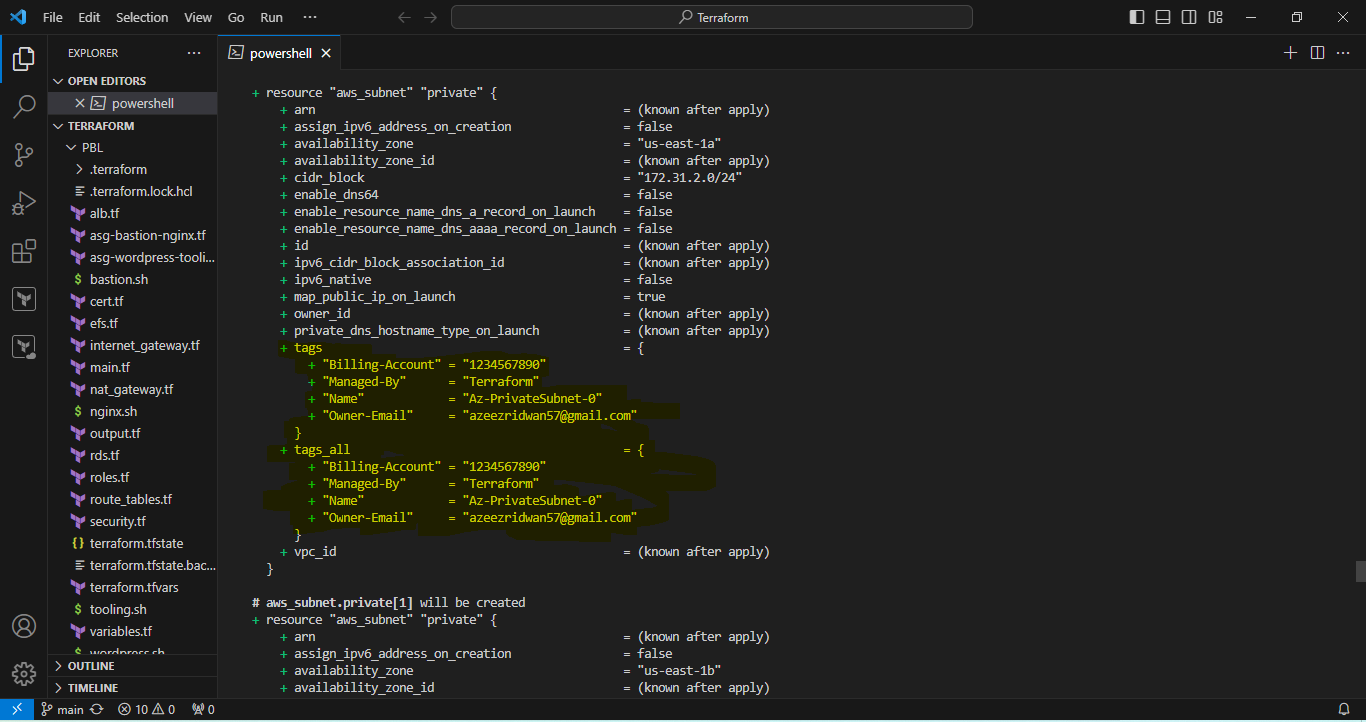 File Edit Selection View Go Run ··· Terraform
EXPLORER ···
OPEN EDITORS
powershell
TERRAFORM
PBL
.terraform
.terraform.lock.hcl
alb.tf
asg-bastion-nginx.tf
asg-wordpress-tooli...
$ bastion.sh
cert.tf
efs.tf
internet_gateway.tf
main.tf
nat_gateway.tf
$ nginx.sh
output.tf
rds.tf
roles.tf
route_tables.tf
security.tf
{} terraform.tfstate
terraform.tfstate.bac...
terraform.tfvars
$ tooling.sh
variables.tf
$ wordpress.sh
OUTLINE
TIMELINE
powershell
+ resource "aws_subnet" "private" {
+ arn = (known after apply)
+ assign_ipv6_address_on_creation = false
+ availability_zone = "us-east-1a"
+ availability_zone_id = (known after apply)
+ cidr_block = "172.31.2.0/24"
+ enable_dns64 = false
+ enable_resource_name_dns_a_record_on_launch = false
+ enable_resource_name_dns_aaaa_record_on_launch = false
+ id = (known after apply)
+ ipv6_cidr_block_association_id = (known after apply)
+ ipv6_native = false
+ map_public_ip_on_launch = true
+ owner_id = (known after apply)
+ private_dns_hostname_type_on_launch = (known after apply)
+ tags = {
+ "Billing-Account" = "1234567890"
+ "Managed-By" = "Terraform"
+ "Name" = "Az-PrivateSubnet-0"
+ "Owner-Email" = "azeezridwan57@gmail.com"
}
+ tags_all = {
+ "Billing-Account" = "1234567890"
+ "Managed-By" = "Terraform"
+ "Name" = "Az-PrivateSubnet-0"
+ "Owner-Email" = "azeezridwan57@gmail.com"
}
+ vpc_id = (known after apply)
}
# aws_subnet.private[1] will be created
+ resource "aws_subnet" "private" {
+ arn = (known after apply)
+ assign_ipv6_address_on_creation = false
+ availability_zone = "us-east-1b"
+ availability_zone_id = (known after apply)
main 10 0 0